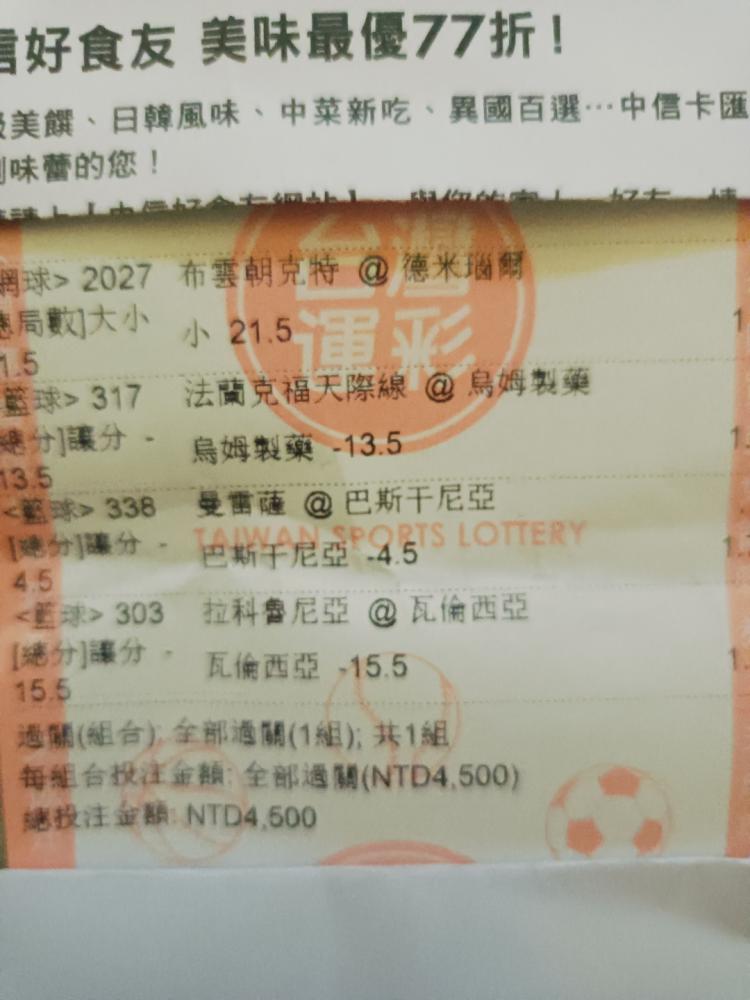 信好食友 美味最優77折！
美饌、日韓風味、中菜新吃、異國百選…中信卡匯
味蕾的您！
網球> 2027 布雲朝克特 @ 德米瑙爾
總局數]大小 小 21.5
1.5
籃球> 317 法蘭克福天際線 @ 烏姆製藥
總分]讓分 - 烏姆製藥 -13.5
13.5
<籃球> 338 曼雷薩 @ 巴斯干尼亞
[總分]讓分 - 巴斯干尼亞 -4.5
4.5
TAIWAN SPORTS LOTTERY
<籃球> 303 拉科魯尼亞 @ 瓦倫西亞
[總分]讓分 - 瓦倫西亞 -15.5
15.5
過關(組合): 全部過關(1組); 共1組
每組合投注金額: 全部過關(NTD4,500)
總投注金額: NTD4,500
台灣
運彩